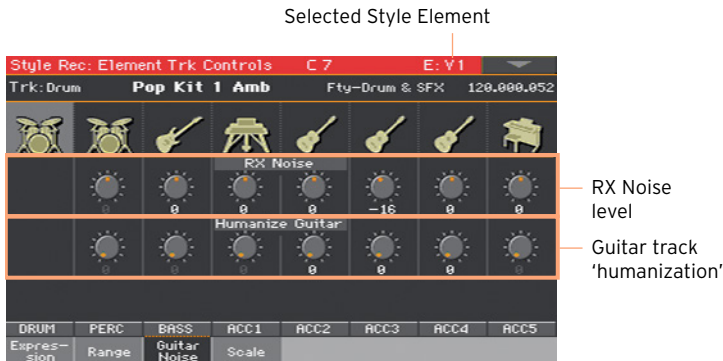 Selected Style Element
Style Rec: Element Trk Controls C 7 E: V1
Trk: Drum Pop Kit 1 Amb Fty-Drum & SFX 120.000.052
RX Noise
0 0 0 0 -16 0 0
RX Noise
level
Humanize Guitar
0 0 0 0 0 0 0
Guitar track
‘humanization’
DRUM PERC BASS ACC1 ACC2 ACC3 ACC4 ACC5
Expres-
sion Range Guitar
Noise Scale